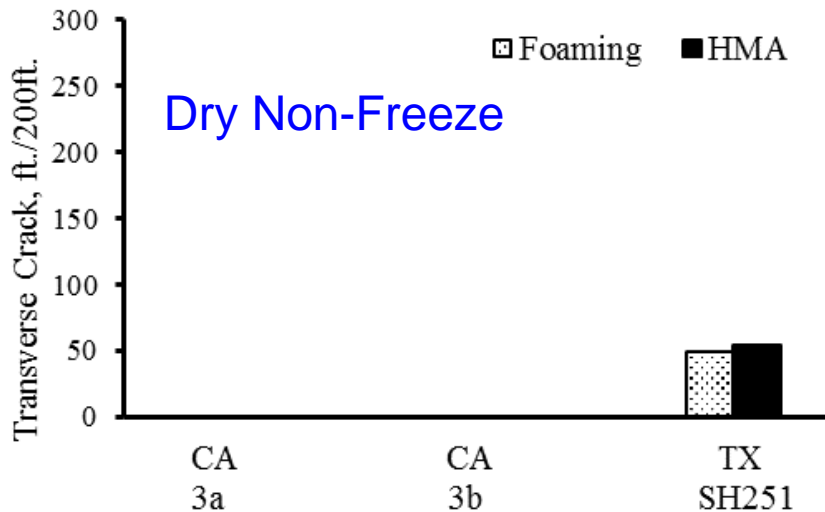 Transverse Crack, ft./200ft.
300
250
200
150
100
50
0
Foaming HMA
Dry Non-Freeze
CA
3a
CA
3b
TX
SH251